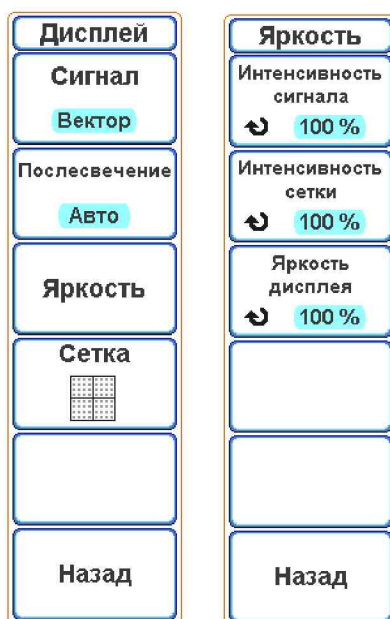 Дисплей
Сигнал
Вектор
Послесвечение
Авто
Яркость
Сетка
Назад
Яркость
Интенсивность
сигнала
100 %
Интенсивность
сетки
100 %
Яркость
дисплея
100 %
Назад